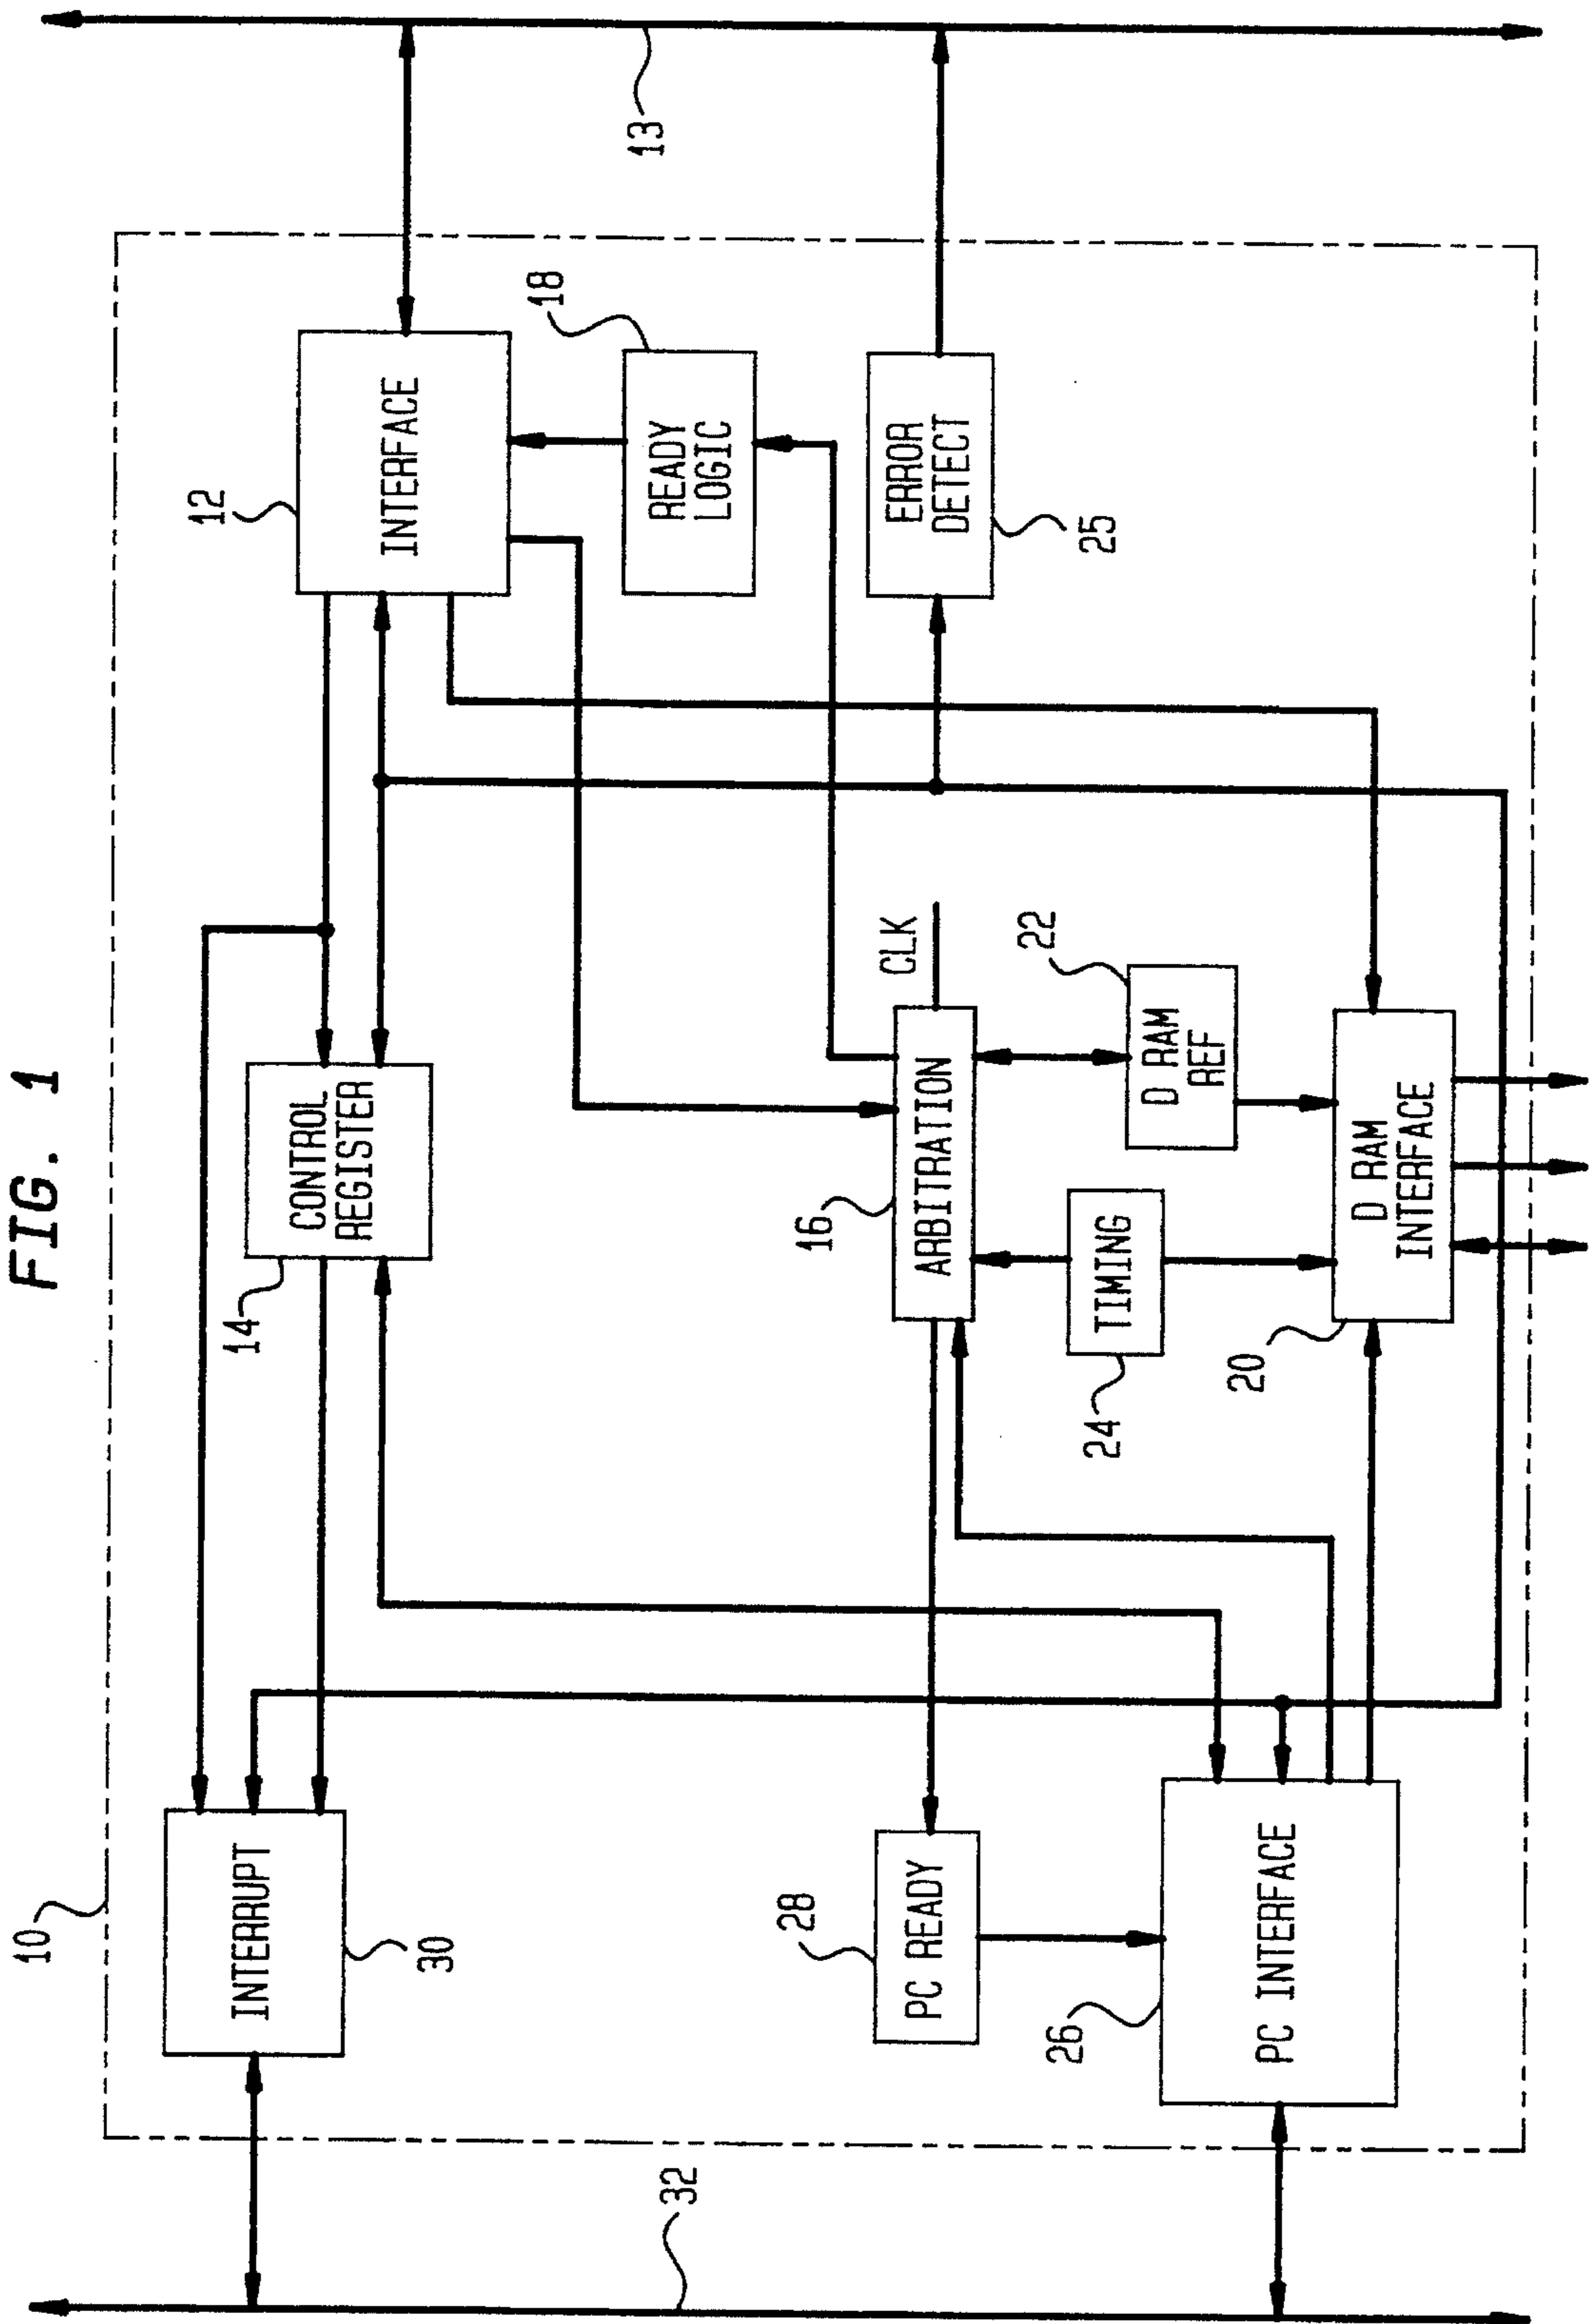 FIG. 1
10
INTERRUPT
30
14
CONTROL
REGISTER
12
INTERFACE
18
READY
LOGIC
13
28
PC READY
16
ARBITRATION
CLK
ERROR
DETECT
25
32
26
PC INTERFACE
24
TIMING
22
D RAM
REF
20
D RAM
INTERFACE